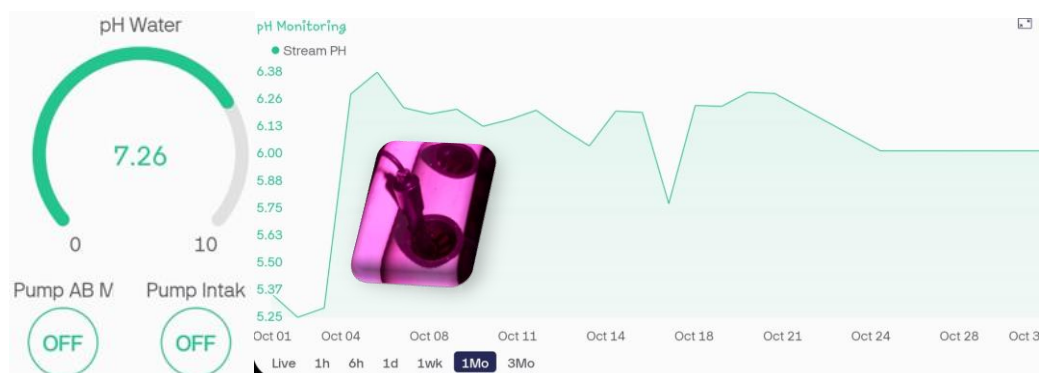 pH Water
7.26
0
10
Pump AB M
Pump Intak
OFF
OFF
pH Monitoring
Stream PH
6.38
6.26
6.13
6.00
5.88
5.75
5.63
5.50
5.37
5.25
Oct 01 Oct 04 Oct 08 Oct 11 Oct 14 Oct 18 Oct 21 Oct 24 Oct 28 Oct 3
Live 1h 6h 1d 1wk 1Mo 3Mo